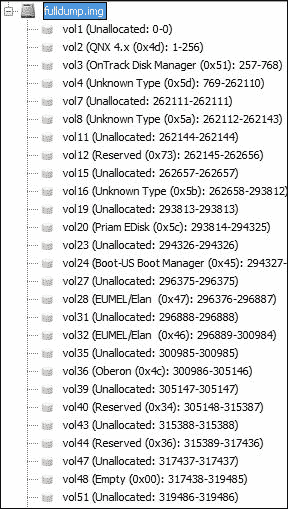 fulldump.img
vol1 (Unallocated: 0-0)
vol2 (QNX 4.x (0x4d): 1-256)
vol3 (OnTrack Disk Manager (0x51): 257-768)
vol4 (Unknown Type (0x5d): 769-262110)
vol7 (Unallocated: 262111-262111)
vol8 (Unknown Type (0x5a): 262112-262143)
vol11 (Unallocated: 262144-262144)
vol12 (Reserved (0x73): 262145-262656)
vol15 (Unallocated: 262657-262657)
vol16 (Unknown Type (0x5b): 262658-293812)
vol19 (Unallocated: 293813-293813)
vol20 (Priam EDisk (0x5c): 293814-294325)
vol23 (Unallocated: 294326-294326)
vol24 (Boot-US Boot Manager (0x45): 294327-
vol27 (Unallocated: 296375-296375)
vol28 (EUMEL/Elan (0x47): 296376-296887)
vol31 (Unallocated: 296888-296888)
vol32 (EUMEL/Elan (0x46): 296889-300984)
vol35 (Unallocated: 300985-300985)
vol36 (Oberon (0x4c): 300986-305146)
vol39 (Unallocated: 305147-305147)
vol40 (Reserved (0x34): 305148-315387)
vol43 (Unallocated: 315388-315388)
vol44 (Reserved (0x36): 315389-317436)
vol47 (Unallocated: 317437-317437)
vol48 (Empty (0x00): 317438-319485)
vol51 (Unallocated: 319486-319486)